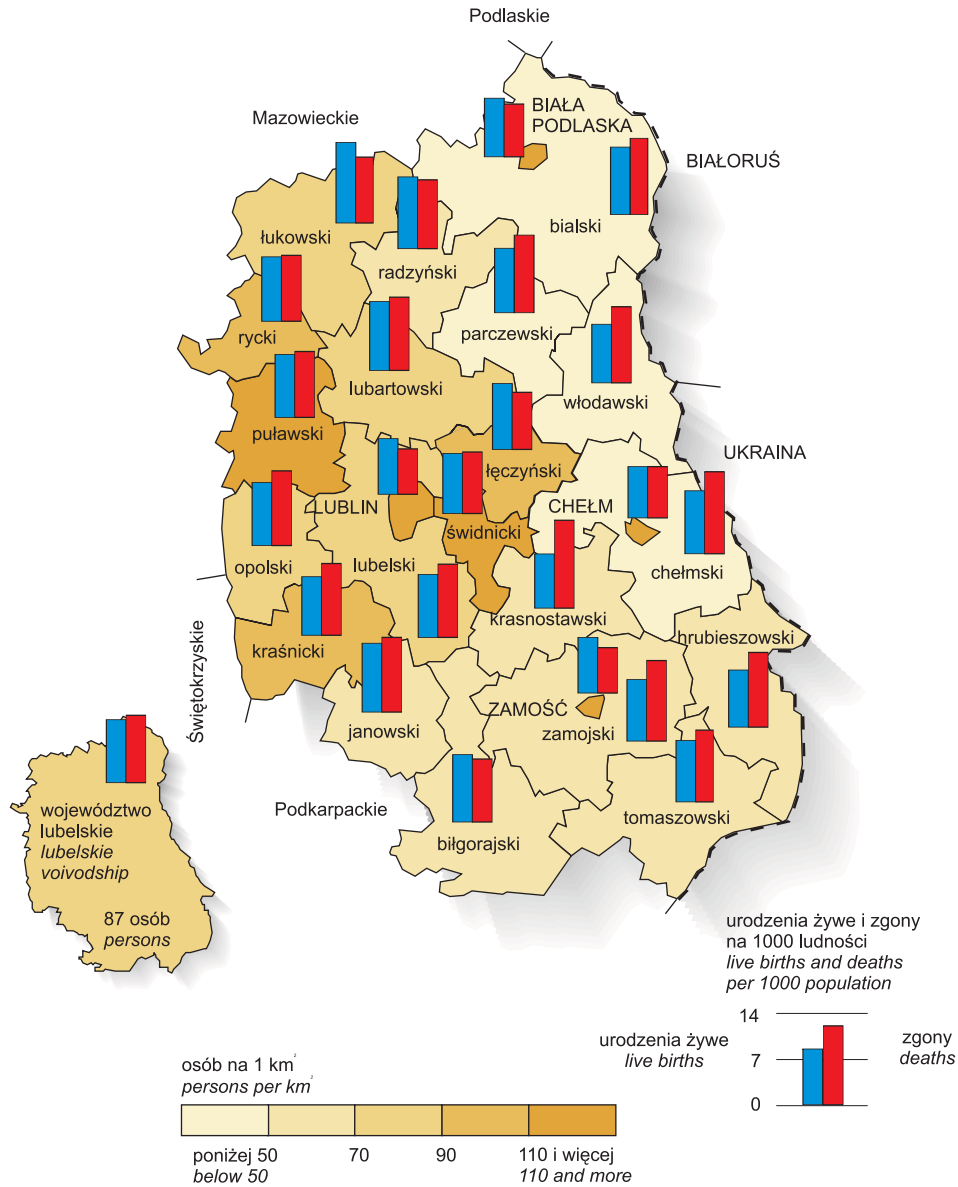 Podlaskie
BIAŁA
PODLASKA
Mazowieckie
BIAŁORUŚ
bialski
łukowski
radzyński
rycki
parczewski
lubartowski
włodawski
puławski
UKRAINA
łęczyński
LUBLIN
CHEŁM
świdnicki
opolski
lubelski
chełmski
krasnostawski
hrubieszowski
kraśnicki
Świętokrzyskie
ZAMOŚĆ
janowski
zamojski
Podkarpackie
tomaszowski
biłgorajski
województwo
lubelskie
lubelskie
voivodship
87 osób
persons
urodzenia żywe i zgony
na 1000 ludności
live births and deaths
per 1000 population
14
urodzenia żywe
live births
7
zgony
deaths
0
osób na 1 km²
persons per km²
poniżej 50
below 50
70
90
110 i więcej
110 and more